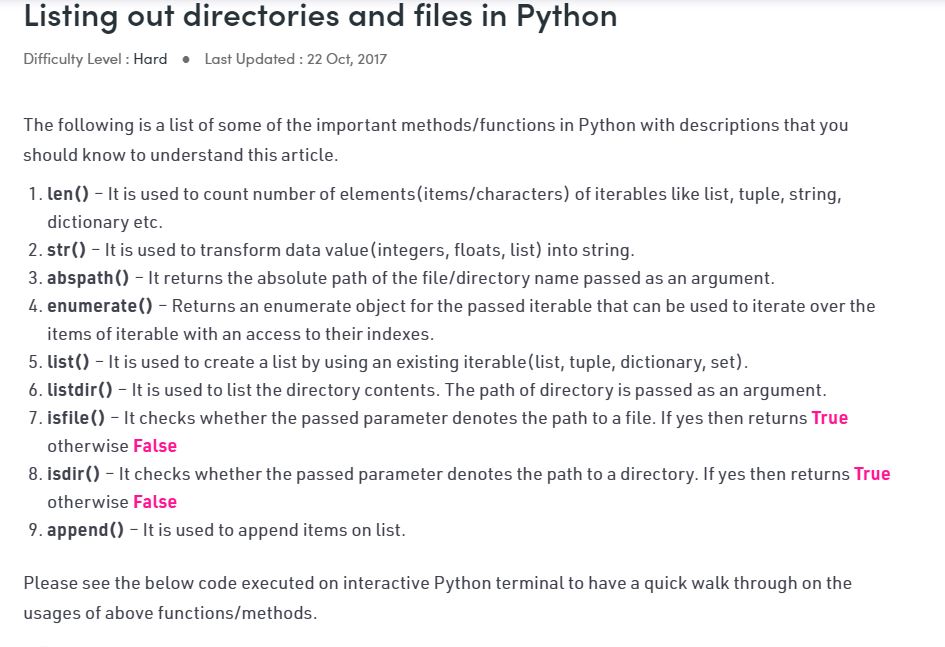 Listing out directories and files in Python
Difficulty Level : Hard ● Last Updated : 22 Oct, 2017
The following is a list of some of the important methods/functions in Python with descriptions that you
should know to understand this article.
1. len() – It is used to count number of elements(items/characters) of iterables like list, tuple, string,
dictionary etc.
2. str() – It is used to transform data value(integers, floats, list) into string.
3. abspath() – It returns the absolute path of the file/directory name passed as an argument.
4. enumerate() – Returns an enumerate object for the passed iterable that can be used to iterate over the
items of iterable with an access to their indexes.
5. list() – It is used to create a list by using an existing iterable(list, tuple, dictionary, set).
6. listdir() – It is used to list the directory contents. The path of directory is passed as an argument.
7. isfile() – It checks whether the passed parameter denotes the path to a file. If yes then returns True
otherwise False
8. isdir() – It checks whether the passed parameter denotes the path to a directory. If yes then returns True
otherwise False
9. append() – It is used to append items on list.
Please see the below code executed on interactive Python terminal to have a quick walk through on the
usages of above functions/methods.